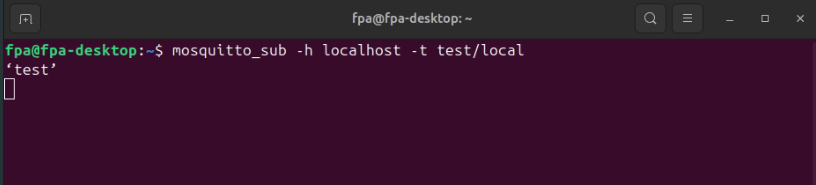 fpa@fpa-desktop: ~
fpa@fpa-desktop:~$ mosquitto_sub -h localhost -t test/local
‘test’